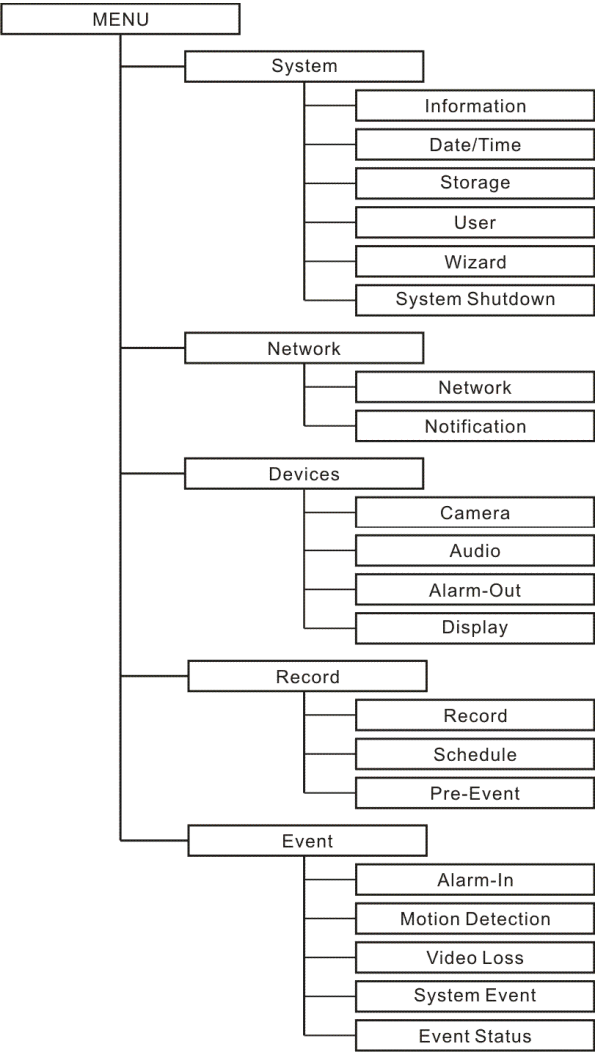 MENU
System
Information
Date/Time
Storage
User
Wizard
System Shutdown
Network
Network
Notification
Devices
Camera
Audio
Alarm-Out
Display
Record
Record
Schedule
Pre-Event
Event
Alarm-In
Motion Detection
Video Loss
System Event
Event Status